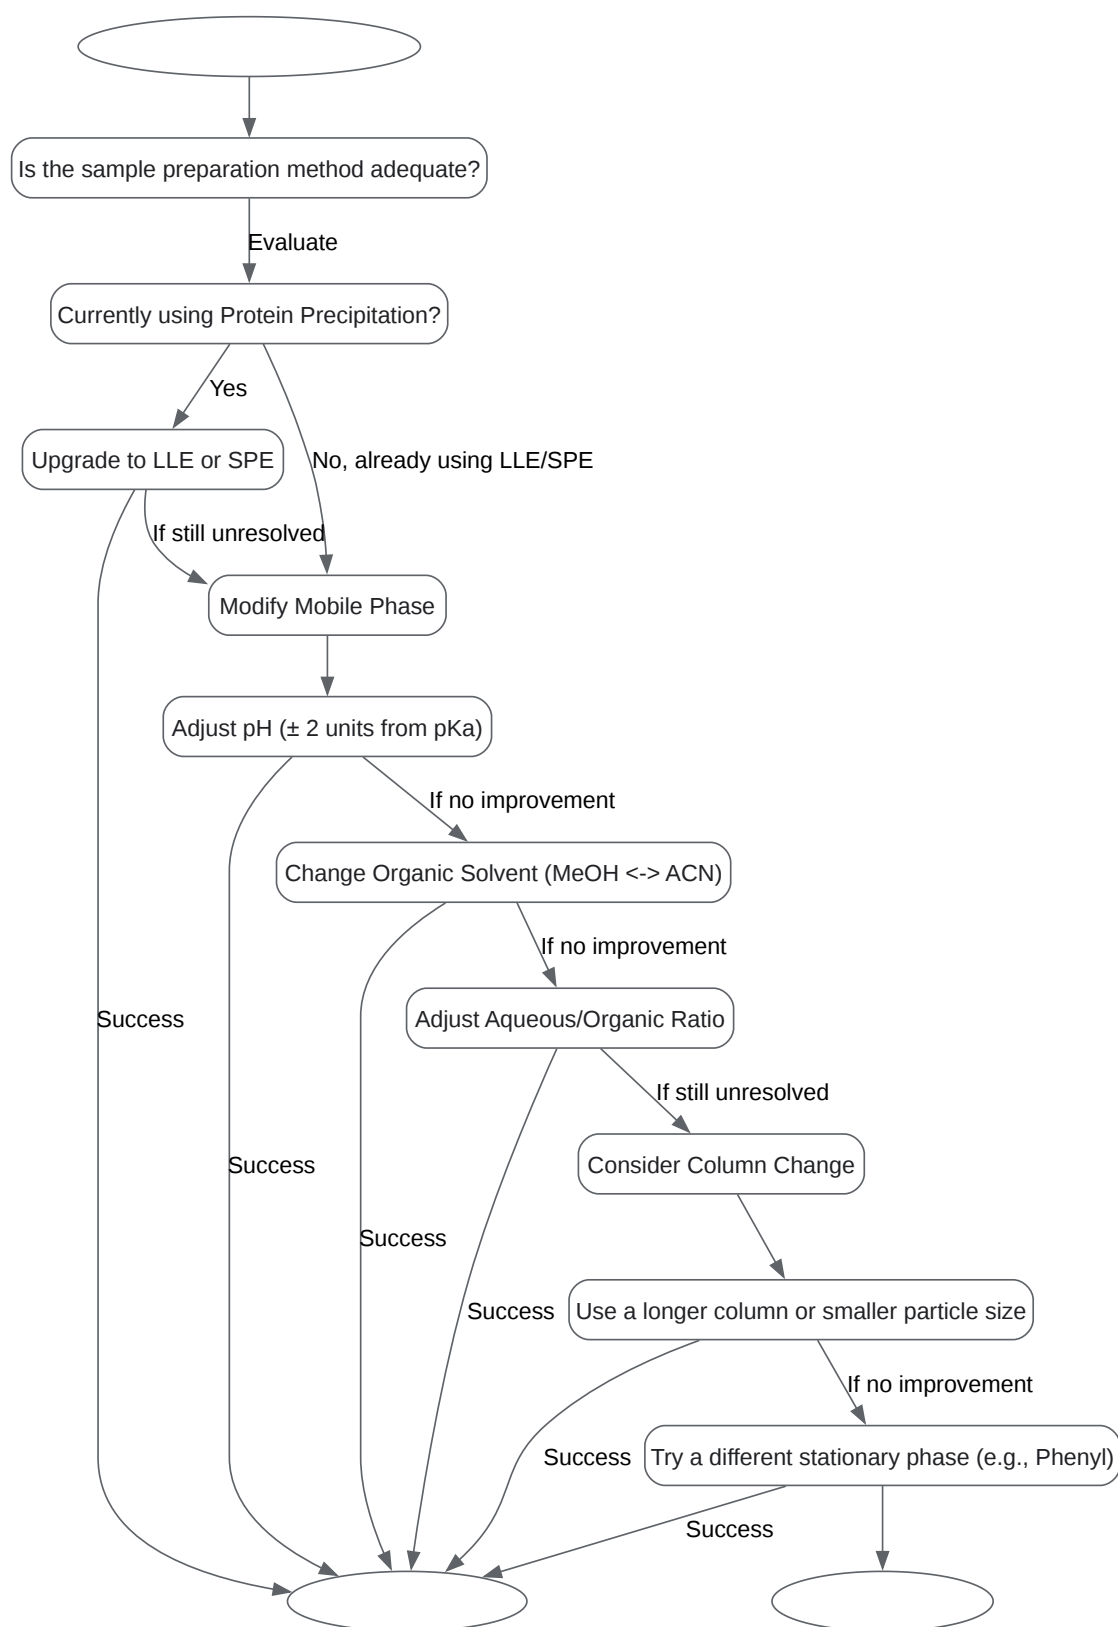 Is the sample preparation method adequate?
Evaluate
Currently using Protein Precipitation?
Yes
Upgrade to LLE or SPE
No, already using LLE/SPE
If still unresolved
Modify Mobile Phase
Adjust pH (± 2 units from pKa)
If no improvement
Change Organic Solvent (MeOH <-> ACN)
If no improvement
Success
Adjust Aqueous/Organic Ratio
If still unresolved
Success
Consider Column Change
Success
Success
Use a longer column or smaller particle size
If no improvement
Success
Try a different stationary phase (e.g., Phenyl)
Success